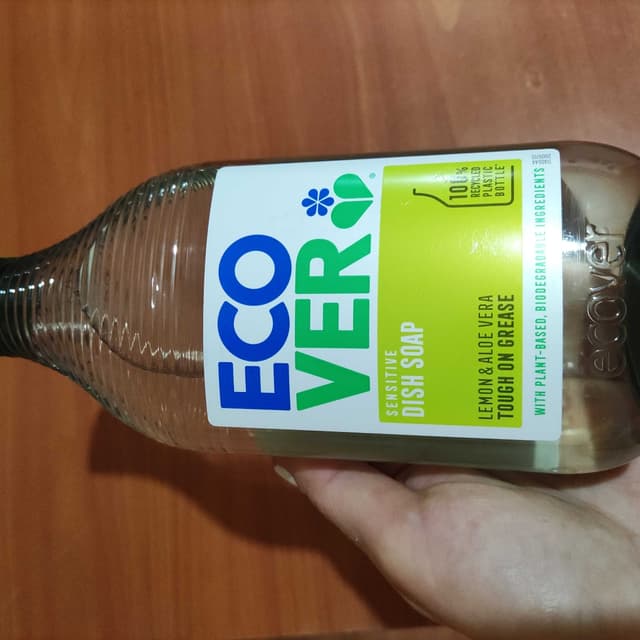 ECO
VER®
SENSITIVE
DISH SOAP
LEMON & ALOE VERA
TOUGH ON GREASE
100%
RECYCLED
PLASTIC
BOTTLE*
WITH PLANT-BASED, BIODEGRADABLE INGREDIENTS
ecover